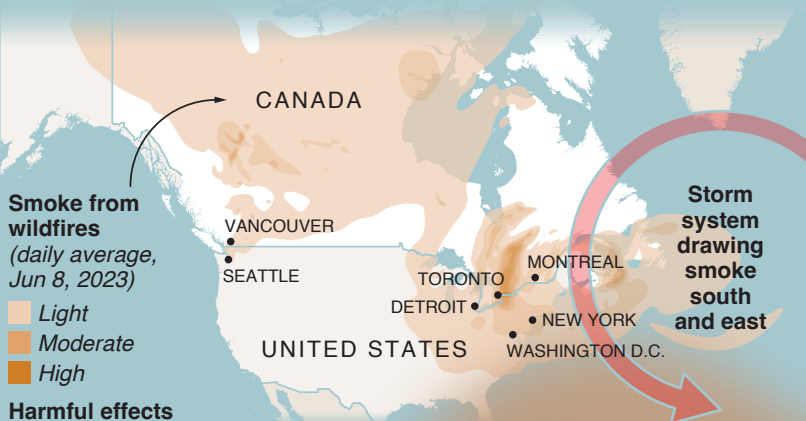 CANADA
Smoke from
wildfires
(daily average,
Jun 8, 2023)
Light
Moderate
High
Harmful effects
VANCOUVER
SEATTLE
TORONTO
MONTREAL
DETROIT
NEW YORK
UNITED STATES
WASHINGTON D.C.
Storm
system
drawing
smoke
south
and east